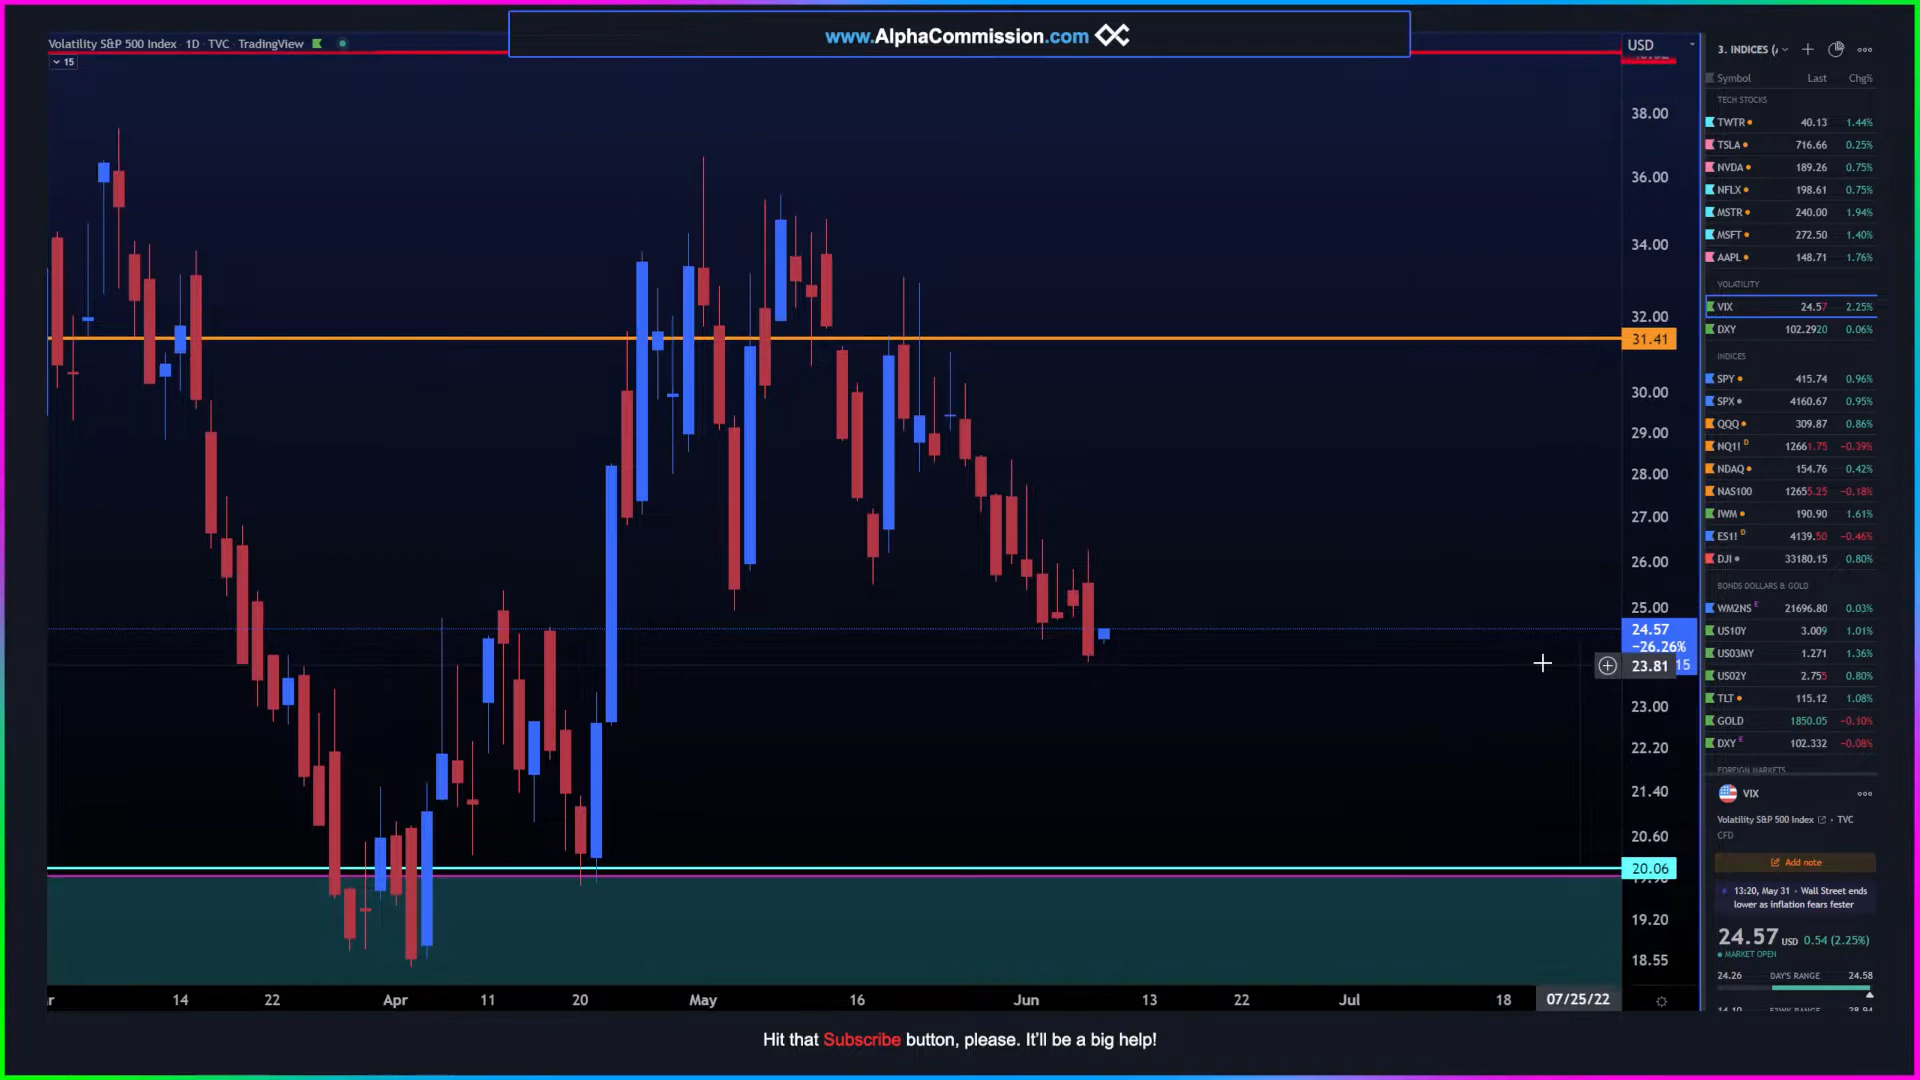 www.AlphaCommission.com
Volatility S&P 500 Index · 1D · TVC TradingView
15
USD
38.00
36.00
34.00
32.00
31.41
30.00
29.00
28.00
27.00
26.00
25.00
24.57
−26.26%
23.81 15
23.00
22.20
21.40
20.60
20.06
19.20
18.55
14 22 Apr 11 20 May 16 Jun 13 22 Jul 18 07/25/22
3. INDICES (
Symbol Last Chg%
TECH STOCKS
TWTR 40.13 1.44%
TSLA 716.66 0.25%
NVDA 189.26 0.75%
NFLX 198.61 0.75%
MSTR 240.00 1.94%
MSFT 272.50 1.40%
AAPL 148.71 1.76%
VOLATILITY
VIX 24.57 2.25%
DXY 102.2920 0.06%
INDICES
SPY 415.74 0.96%
SPX 4160.67 0.95%
QQQ 309.87 0.86%
NQ1! D 12661.75 −0.39%
NDAQ 154.76 0.42%
NAS100 12655.25 −0.18%
IWM 190.90 1.61%
ES1! D 4139.50 −0.46%
DJI 33180.15 0.80%
BONDS DOLLARS & GOLD
WM2NS E 21696.80 0.03%
US10Y 3.009 1.01%
US03MY 1.271 1.36%
US02Y 2.755 0.80%
TLT 115.12 1.08%
GOLD 1850.05 −0.10%
DXY E 102.332 −0.08%
FOREIGN MARKETS
VIX
Volatility S&P 500 Index · TVC
CFD
Add note
13:20, May 31 · Wall Street ends
lower as inflation fears fester
24.57 USD 0.54 (2.25%)
MARKET OPEN
24.26 DAY'S RANGE 24.58
Hit that Subscribe button, please. It'll be a big help!